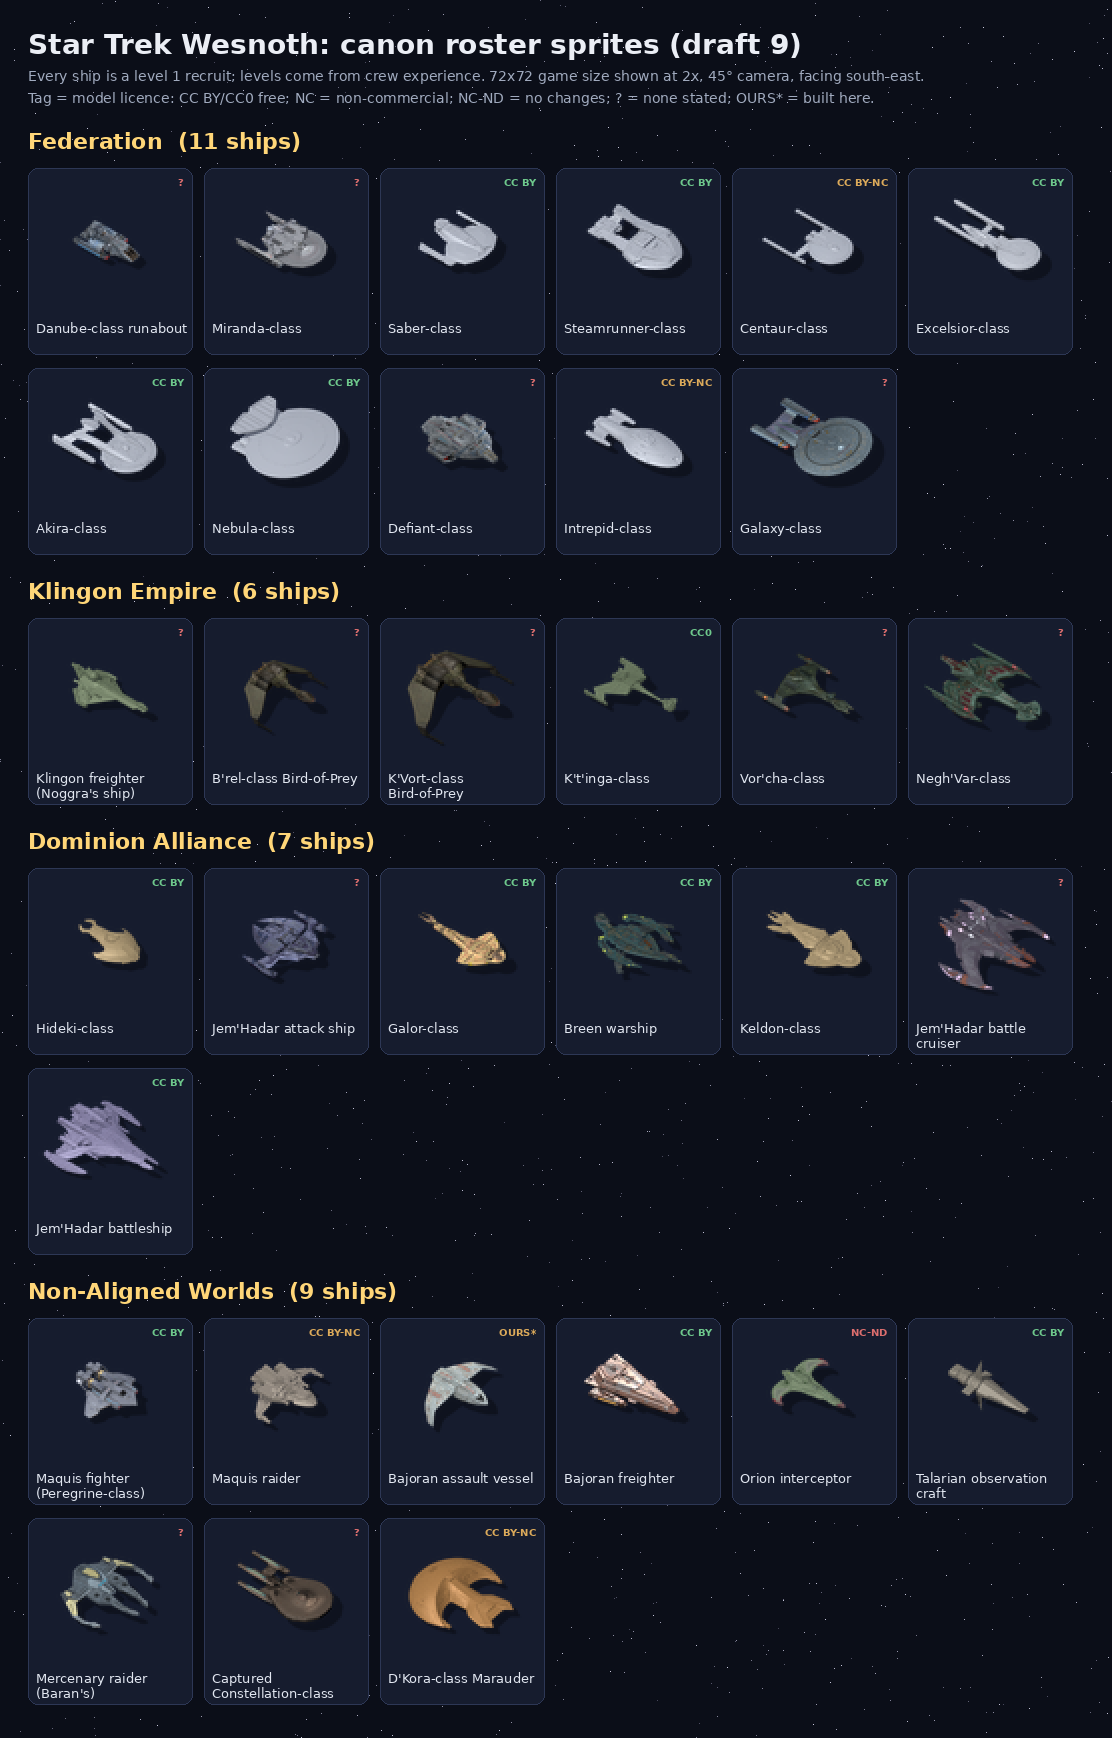 Star Trek Wesnoth: canon roster sprites (draft 9)
Every ship is a level 1 recruit; levels come from crew experience. 72x72 game size shown at 2x, 45° camera, facing south-east.
Tag = model licence: CC BY/CC0 free; NC = non-commercial; NC-ND = no changes; ? = none stated; OURS* = built here.
Federation (11 ships)
?
Danube-class runabout
?
Miranda-class
CC BY
Saber-class
CC BY
Steamrunner-class
CC BY-NC
Centaur-class
CC BY
Excelsior-class
CC BY
Akira-class
CC BY
Nebula-class
?
Defiant-class
CC BY-NC
Intrepid-class
?
Galaxy-class
Klingon Empire (6 ships)
?
Klingon freighter
(Noggra's ship)
?
B'rel-class Bird-of-Prey
?
K'Vort-class
Bird-of-Prey
CC0
K't'inga-class
?
Vor'cha-class
?
Negh'Var-class
Dominion Alliance (7 ships)
CC BY
Hideki-class
?
Jem'Hadar attack ship
CC BY
Galor-class
CC BY
Breen warship
CC BY
Keldon-class
?
Jem'Hadar battle
cruiser
CC BY
Jem'Hadar battleship
Non-Aligned Worlds (9 ships)
CC BY
Maquis fighter
(Peregrine-class)
CC BY-NC
Maquis raider
OURS*
Bajoran assault vessel
CC BY
Bajoran freighter
NC-ND
Orion interceptor
CC BY
Talarian observation
craft
?
Mercenary raider
(Baran's)
?
Captured
Constellation-class
CC BY-NC
D'Kora-class Marauder